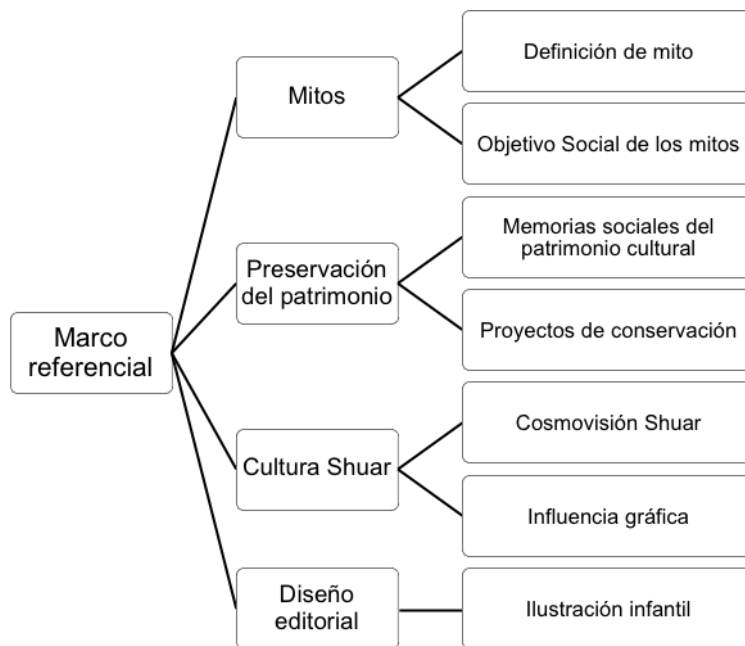 Marco
referencial
Mitos
Definición de mito
Objetivo Social de los mitos
Preservación
del patrimonio
Memorias sociales del
patrimonio cultural
Proyectos de conservación
Cultura Shuar
Cosmovisión Shuar
Influencia gráfica
Diseño
editorial
Ilustración infantil